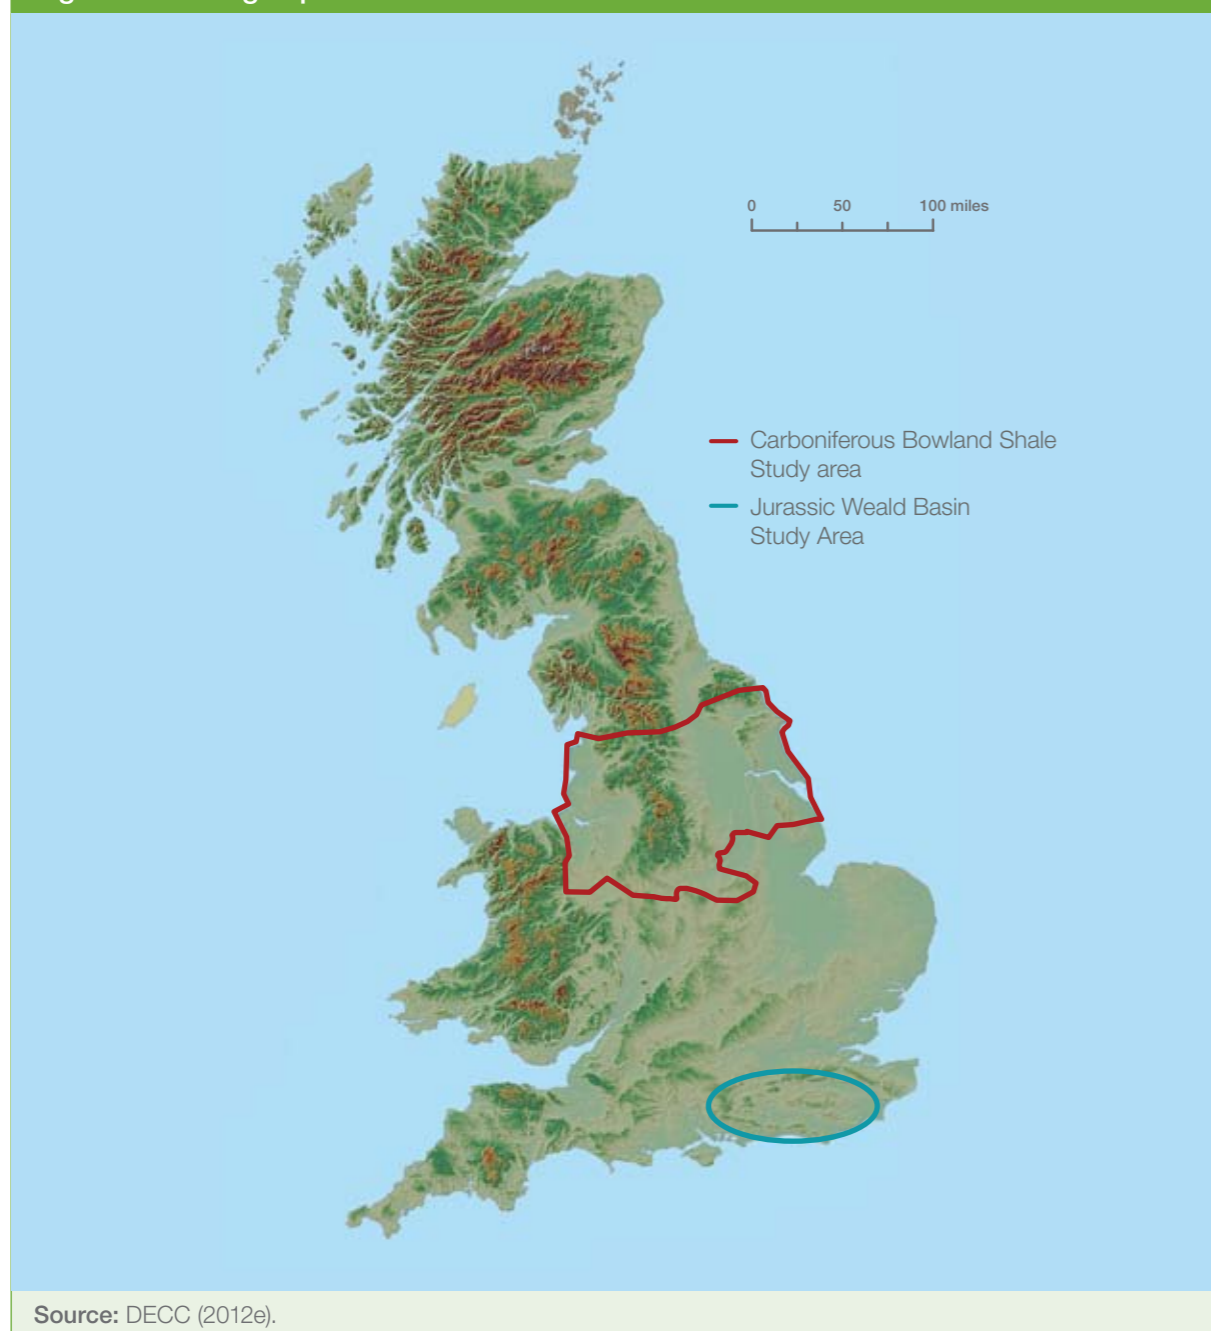 0 50 100 miles
Carboniferous Bowland Shale
Study area
Jurassic Weald Basin
Study Area
Source: DECC (2012e).